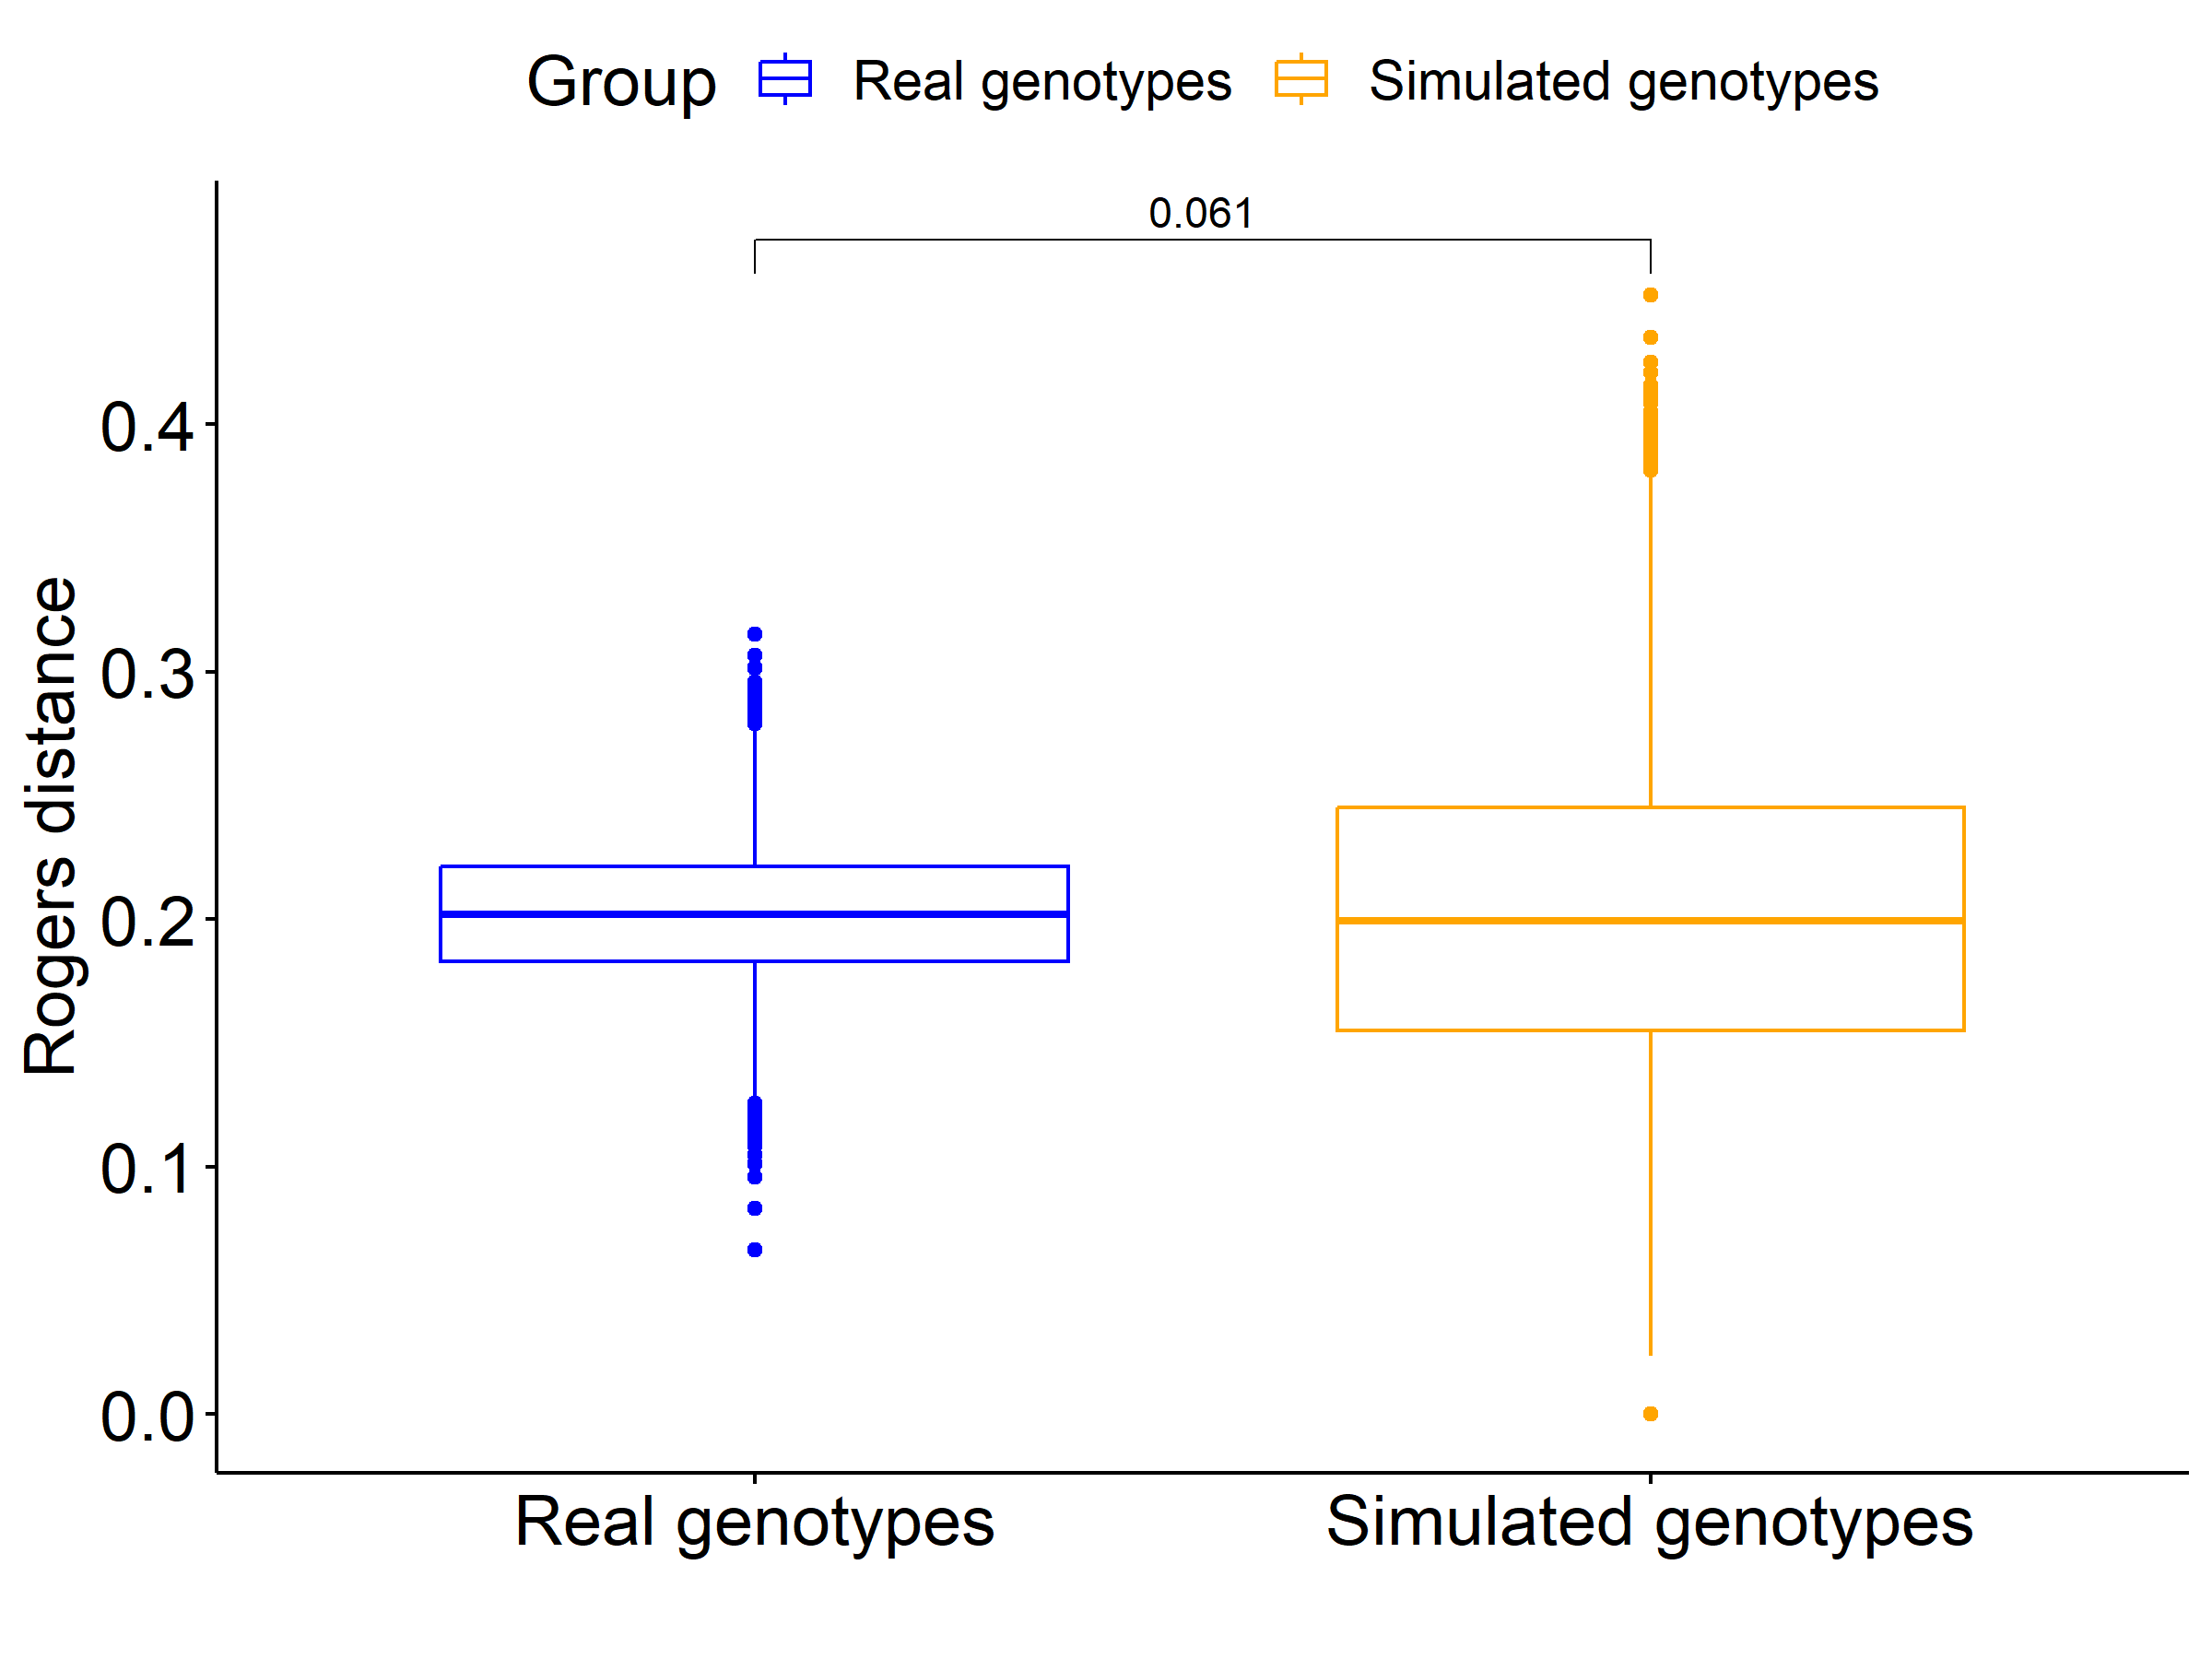 Group Real genotypes Simulated genotypes
0.061
0.4
0.3
0.2
0.1
0.0
Rogers distance
Real genotypes Simulated genotypes